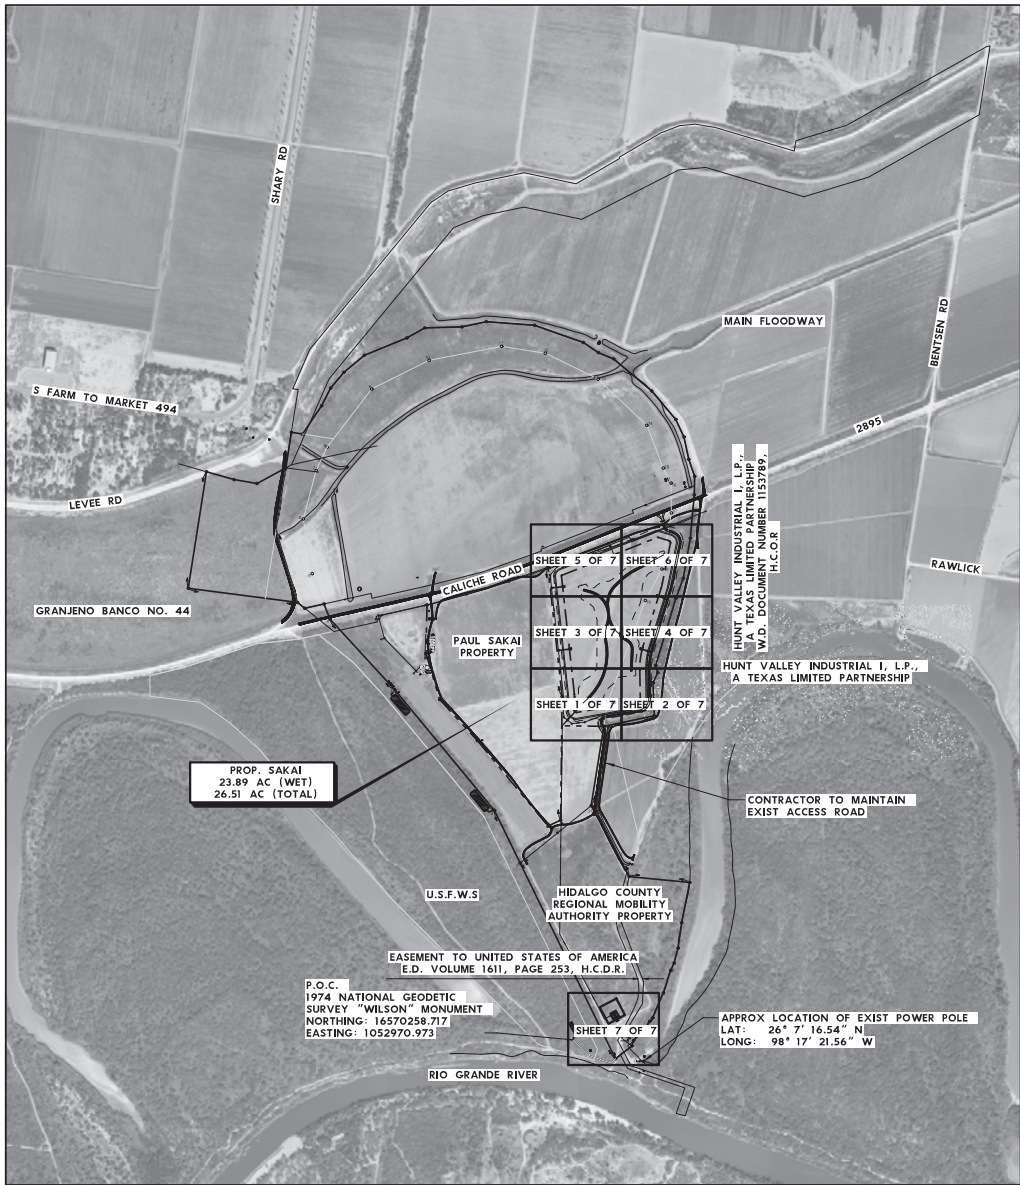 SHARY RD
MAIN FLOODWAY
BENTSEN RD
S FARM TO MARKET 494
2895
LEVEE RD
HUNT VALLEY INDUSTRIAL I, L.P.,
A TEXAS LIMITED PARTNERSHIP
W.D. DOCUMENT NUMBER 1153789,
H.C.O.R
SHEET 5 OF 7
SHEET 6 OF 7
CALICHE ROAD
RAWLICK
GRANJENO BANCO NO. 44
PAUL SAKAI
PROPERTY
SHEET 3 OF 7
SHEET 4 OF 7
HUNT VALLEY INDUSTRIAL I, L.P.,
A TEXAS LIMITED PARTNERSHIP
SHEET 1 OF 7
SHEET 2 OF 7
PROP. SAKAI
23.89 AC (WET)
26.51 AC (TOTAL)
CONTRACTOR TO MAINTAIN
EXIST ACCESS ROAD
U.S.F.W.S
HIDALGO COUNTY
REGIONAL MOBILITY
AUTHORITY PROPERTY
EASEMENT TO UNITED STATES OF AMERICA
E.D. VOLUME 1611, PAGE 253, H.C.D.R.
P.O.C.
1974 NATIONAL GEODETIC
SURVEY "WILSON" MONUMENT
NORTHING: 16570258.717
EASTING: 1052970.973
SHEET 7 OF 7
APPROX LOCATION OF EXIST POWER POLE
LAT: 26° 7' 16.54" N
LONG: 98° 17' 21.56" W
RIO GRANDE RIVER